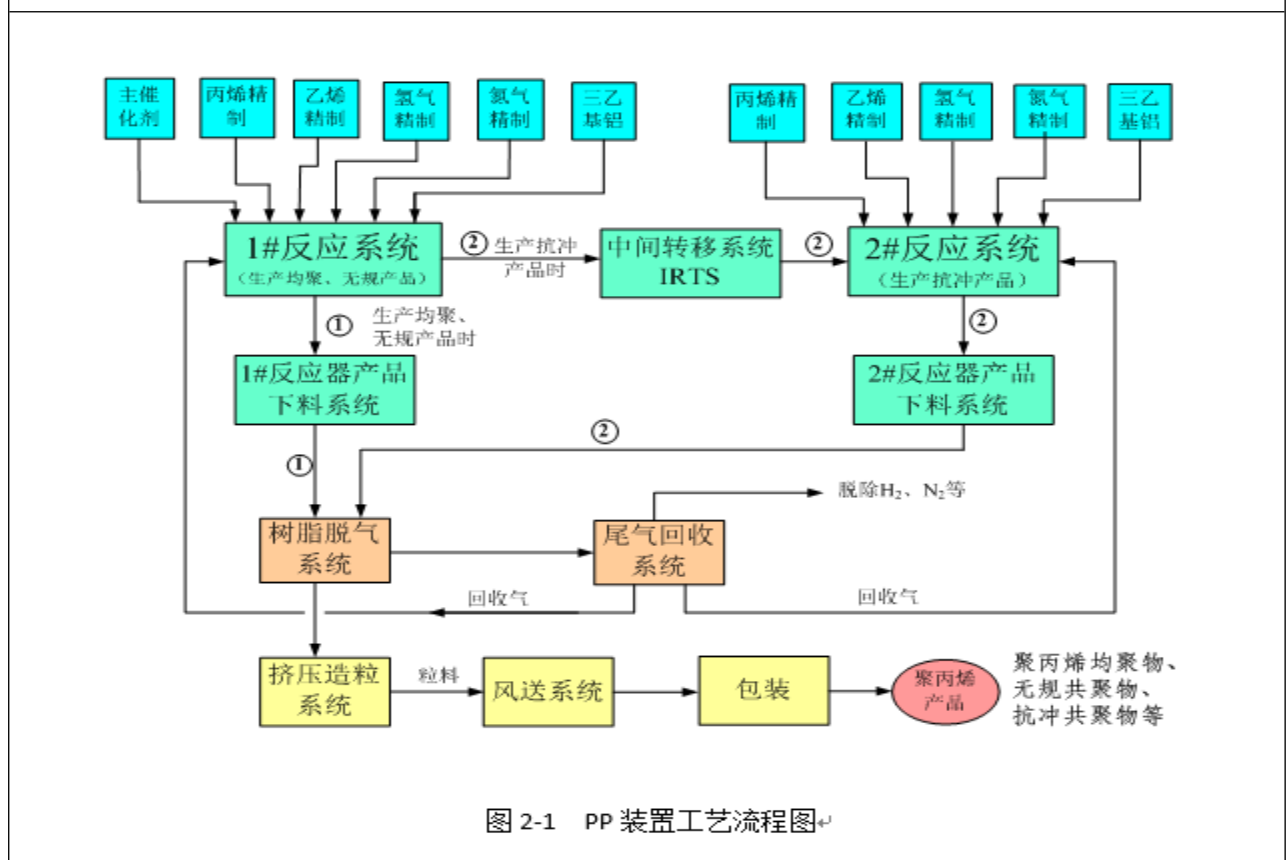 主催
化剂
丙烯精
制
乙烯
精制
氢气
精制
氮气
精制
三乙
基铝
丙烯精
制
乙烯
精制
氢气
精制
氮气
精制
三乙
基铝
1#反应系统
（生产均聚、无规产品）
② 生产抗冲
产品时
中间转移系统
IRTS
②
2#反应系统
（生产抗冲产品）
① 生产均聚、
无规产品时
②
1#反应器产品
下料系统
2#反应器产品
下料系统
①
②
脱除H₂、N₂等
树脂脱气
系统
尾气回收
系统
回收气
回收气
挤压造粒
系统
粒料
风送系统
包装
聚丙烯
产品
聚丙烯均聚物、
无规共聚物、
抗冲共聚物等
图 2-1 PP 装置工艺流程图↵